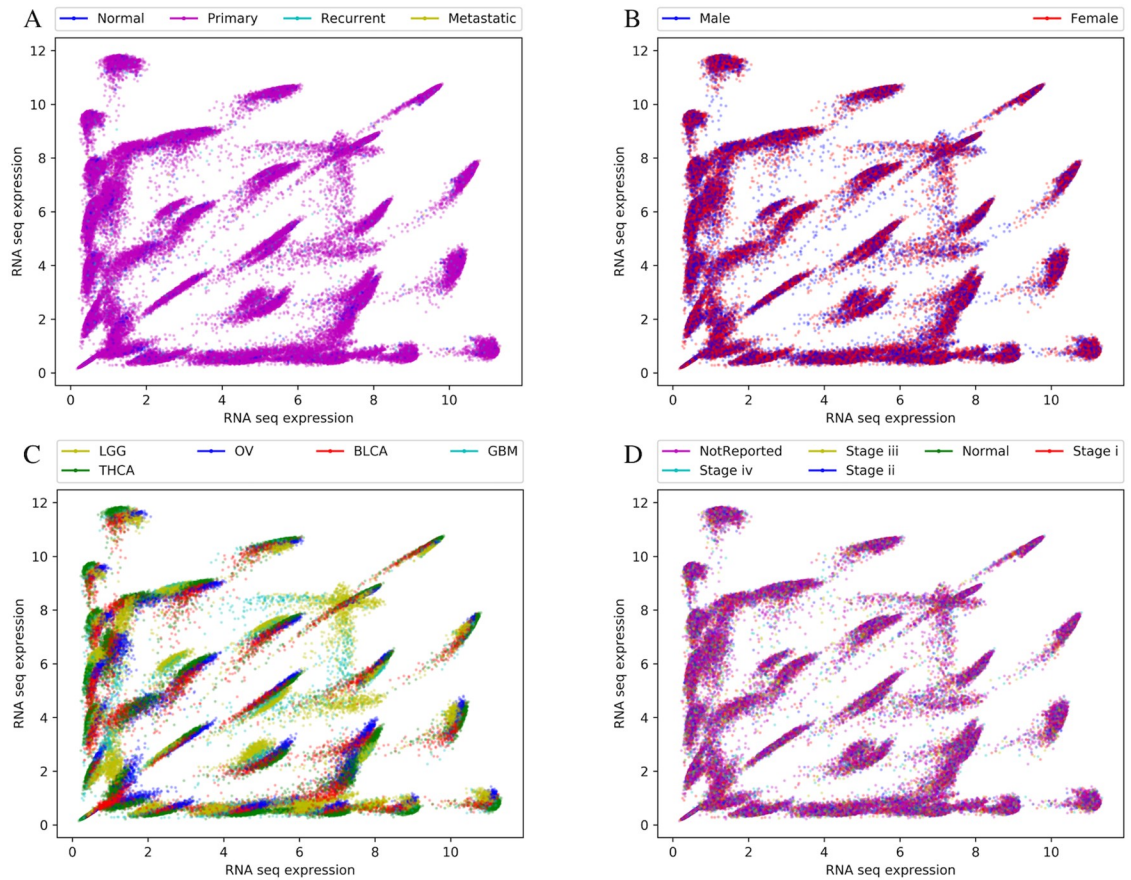 A
Normal Primary Recurrent Metastatic
12
10
8
6
4
2
0
RNA seq expression
0 2 4 6 8 10
RNA seq expression
B
Male Female
12
10
8
6
4
2
0
RNA seq expression
0 2 4 6 8 10
RNA seq expression
C
LGG OV BLCA GBM
THCA
12
10
8
6
4
2
0
RNA seq expression
0 2 4 6 8 10
RNA seq expression
D
NotReported Stage iii Normal Stage i
Stage iv Stage ii
12
10
8
6
4
2
0
RNA seq expression
0 2 4 6 8 10
RNA seq expression